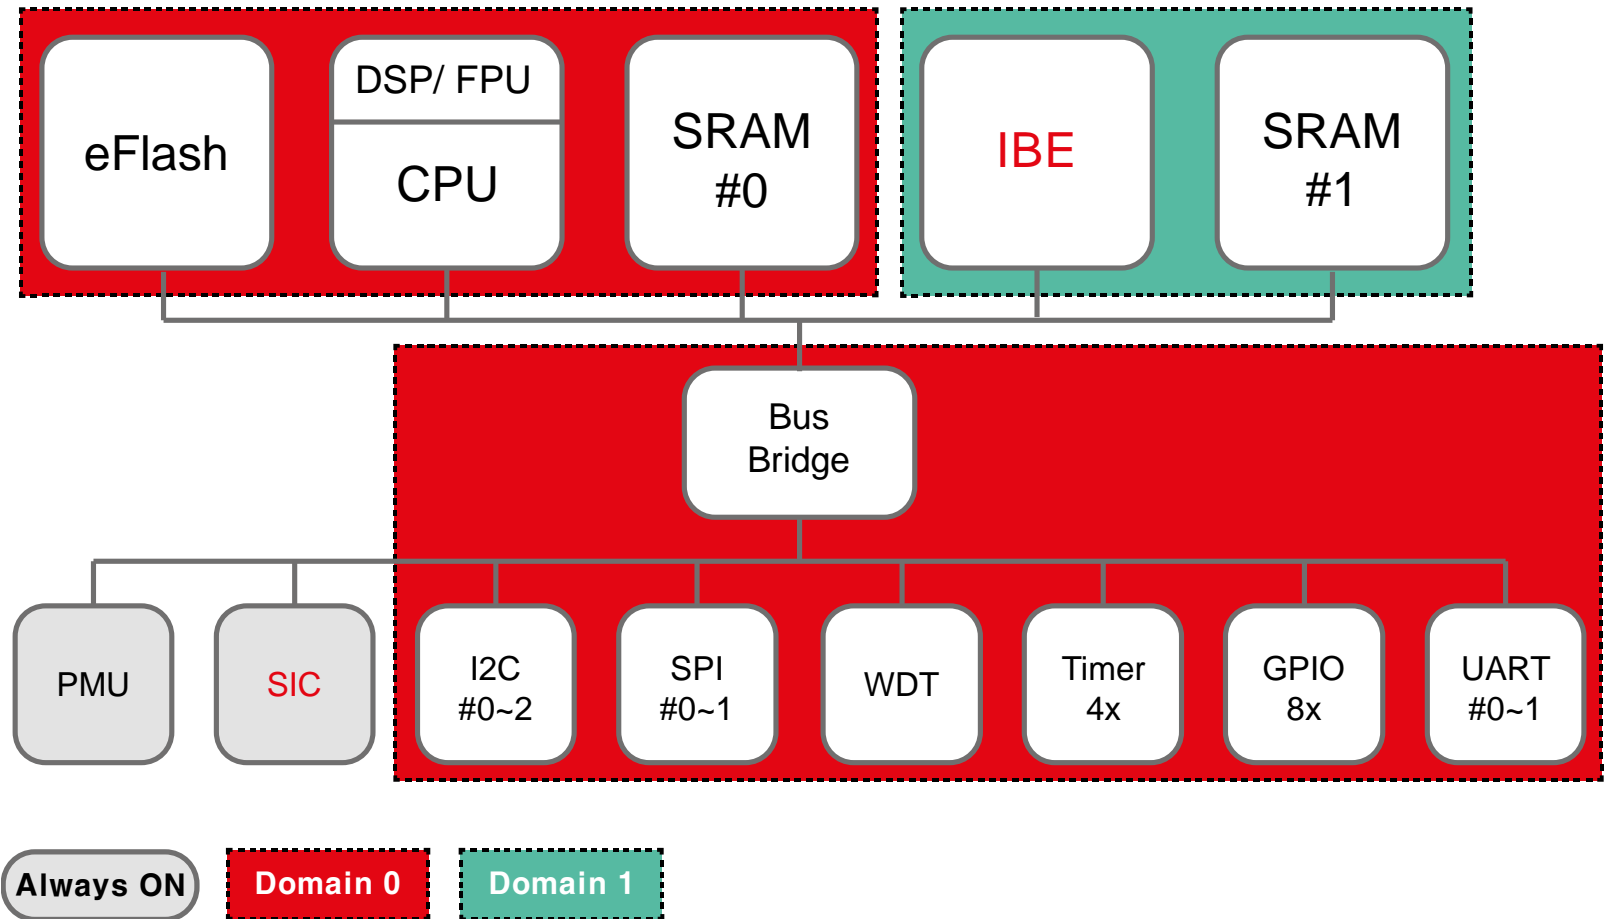 eFlash
DSP/ FPU
CPU
SRAM
#0
IBE
SRAM
#1
Bus
Bridge
PMU
SIC
I2C
#0~2
SPI
#0~1
WDT
Timer
4x
GPIO
8x
UART
#0~1
Always ON
Domain 0
Domain 1